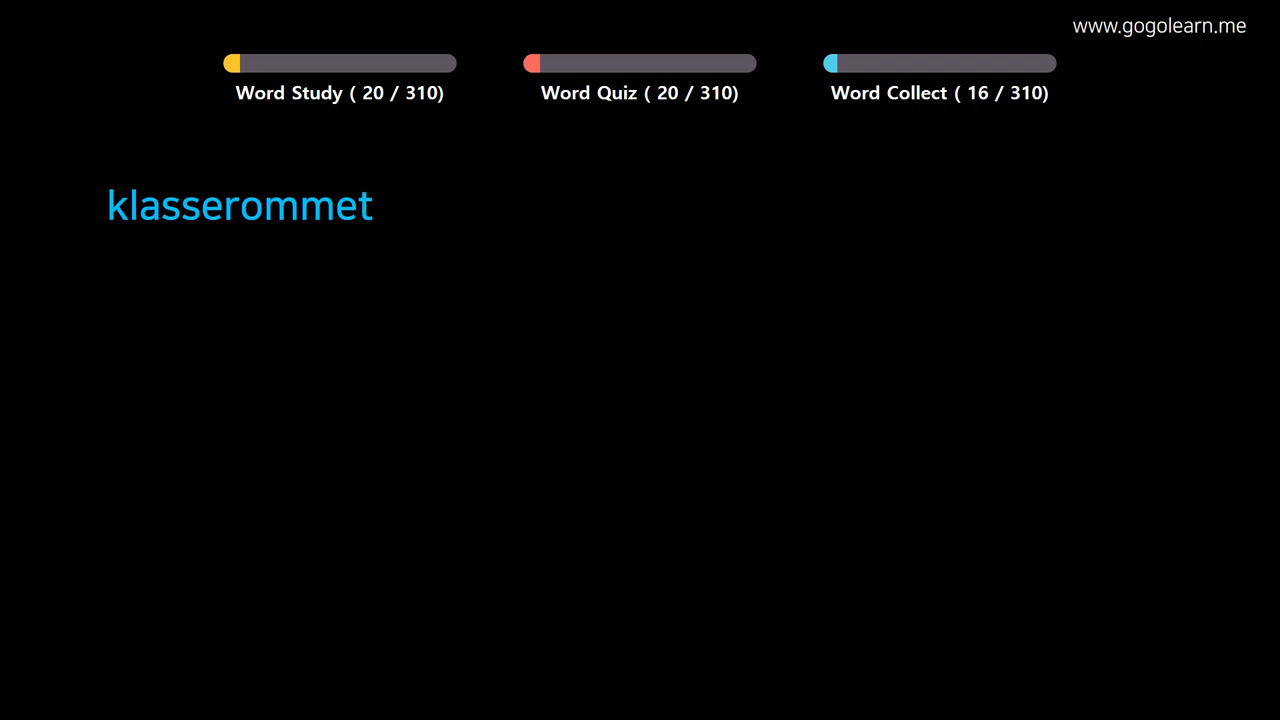 www.gogolearn.me
Word Study ( 20 / 310)
Word Quiz ( 20 / 310)
Word Collect ( 16 / 310)
klasserommet